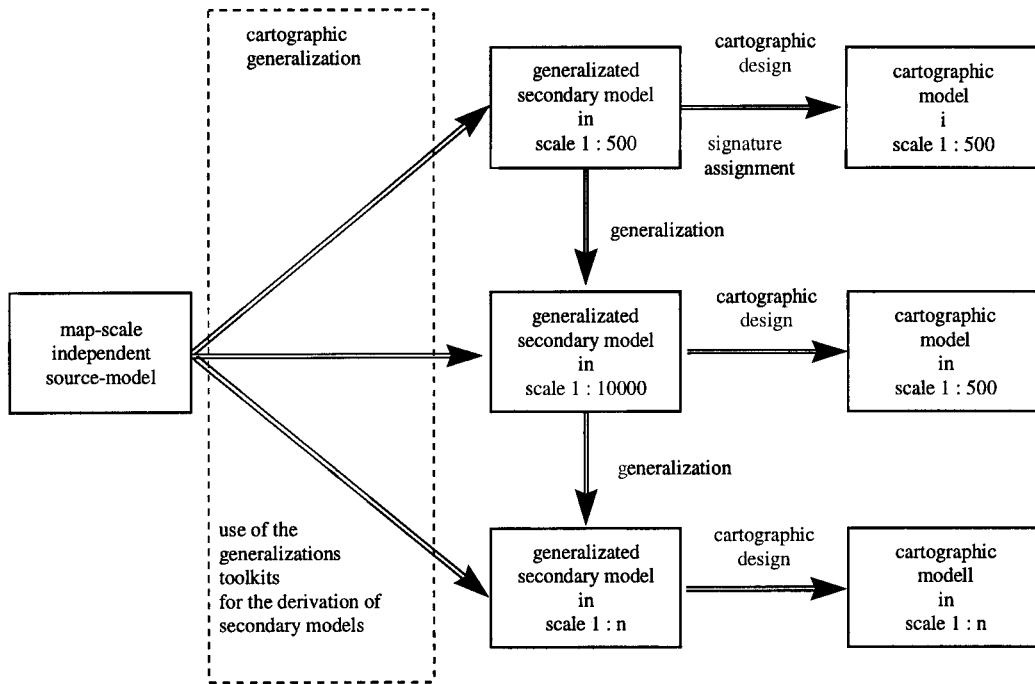 cartographic
generalization
map-scale
independent
source-model
use of the
generalizations
toolkits
for the derivation of
secondary models
generalizated
secondary model
in
scale 1 : 500
cartographic
design
signature
assignment
cartographic
model
i
scale 1 : 500
generalization
generalizated
secondary model
in
scale 1 : 10000
cartographic
design
cartographic
model
in
scale 1 : 500
generalization
generalizated
secondary model
in
scale 1 : n
cartographic
design
cartographic
modell
in
scale 1 : n